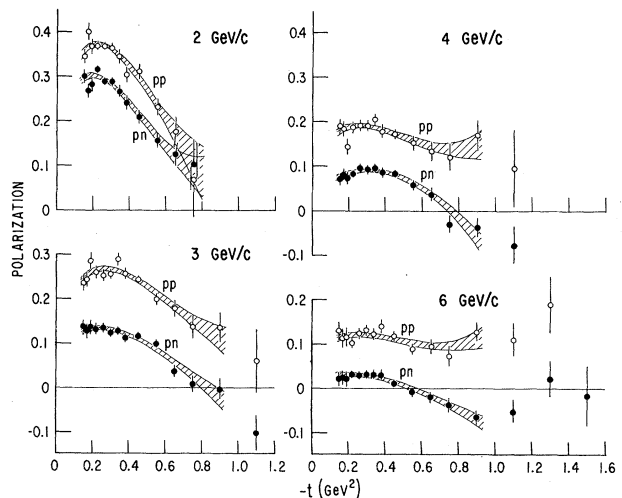 2 GeV/c
4 GeV/c
0.4
0.3
0.2
0.1
0
pp
pn
0.3
0.2
0.1
0
-0.1
pp
pn
POLARIZATION
3 GeV/c
6 GeV/c
0.3
0.2
0.1
0
-0.1
pp
pn
0.2
0.1
0
-0.1
pp
pn
0 0.2 0.4 0.6 0.8 1.0 1.2
0 0.2 0.4 0.6 0.8 1.0 1.2 1.4 1.6
-t (GeV²)